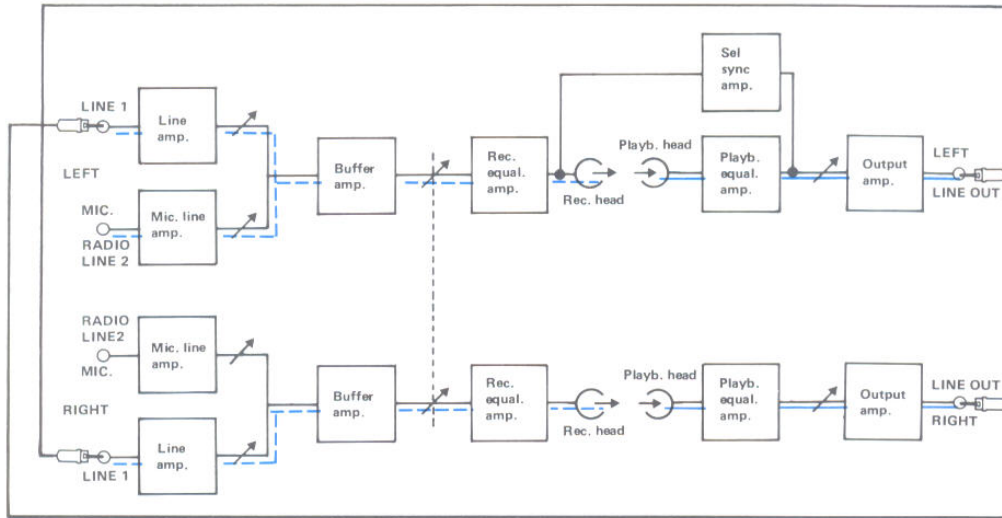 Sel
sync
amp.
LINE 1
Line
amp.
LEFT
Buffer
amp.
Rec.
equal.
amp.
Playb. head
Rec. head
Playb.
equal.
amp.
Output
amp.
LEFT
LINE OUT
MIC.
RADIO
LINE 2
Mic. line
amp.
RADIO
LINE2
MIC.
Mic. line
amp.
RIGHT
LINE 1
Line
amp.
Buffer
amp.
Rec.
equal.
amp.
Playb. head
Rec. head
Playb.
equal.
amp.
Output
amp.
LINE OUT
RIGHT